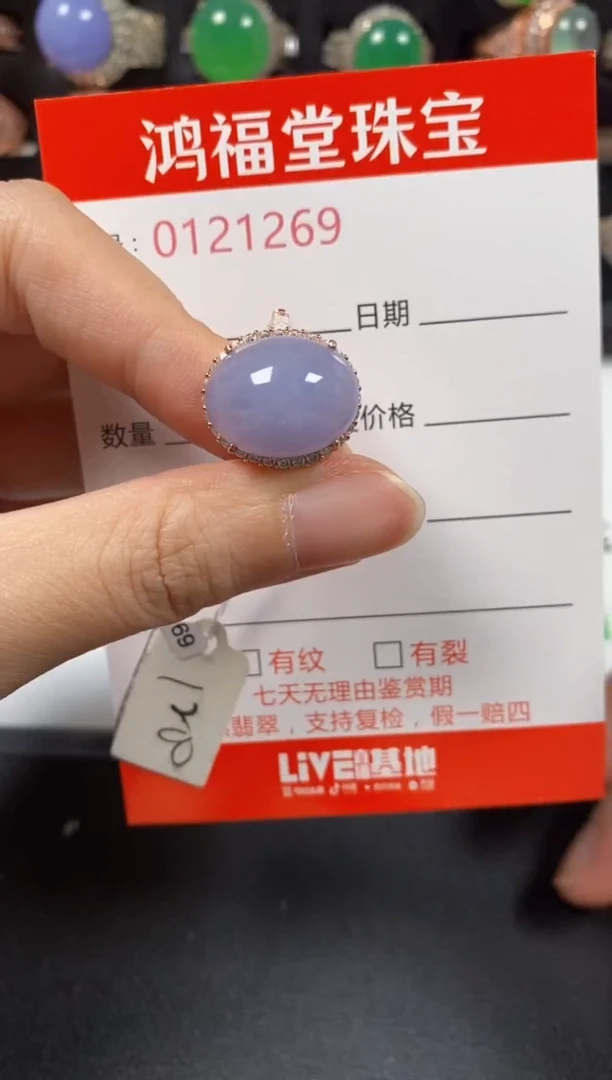 鸿福堂珠宝
: 0121269
日期
数量
价格
有纹 有裂
七天无理由鉴赏期
翡翠，支持复检，假一赔四
LiVE 基地
69